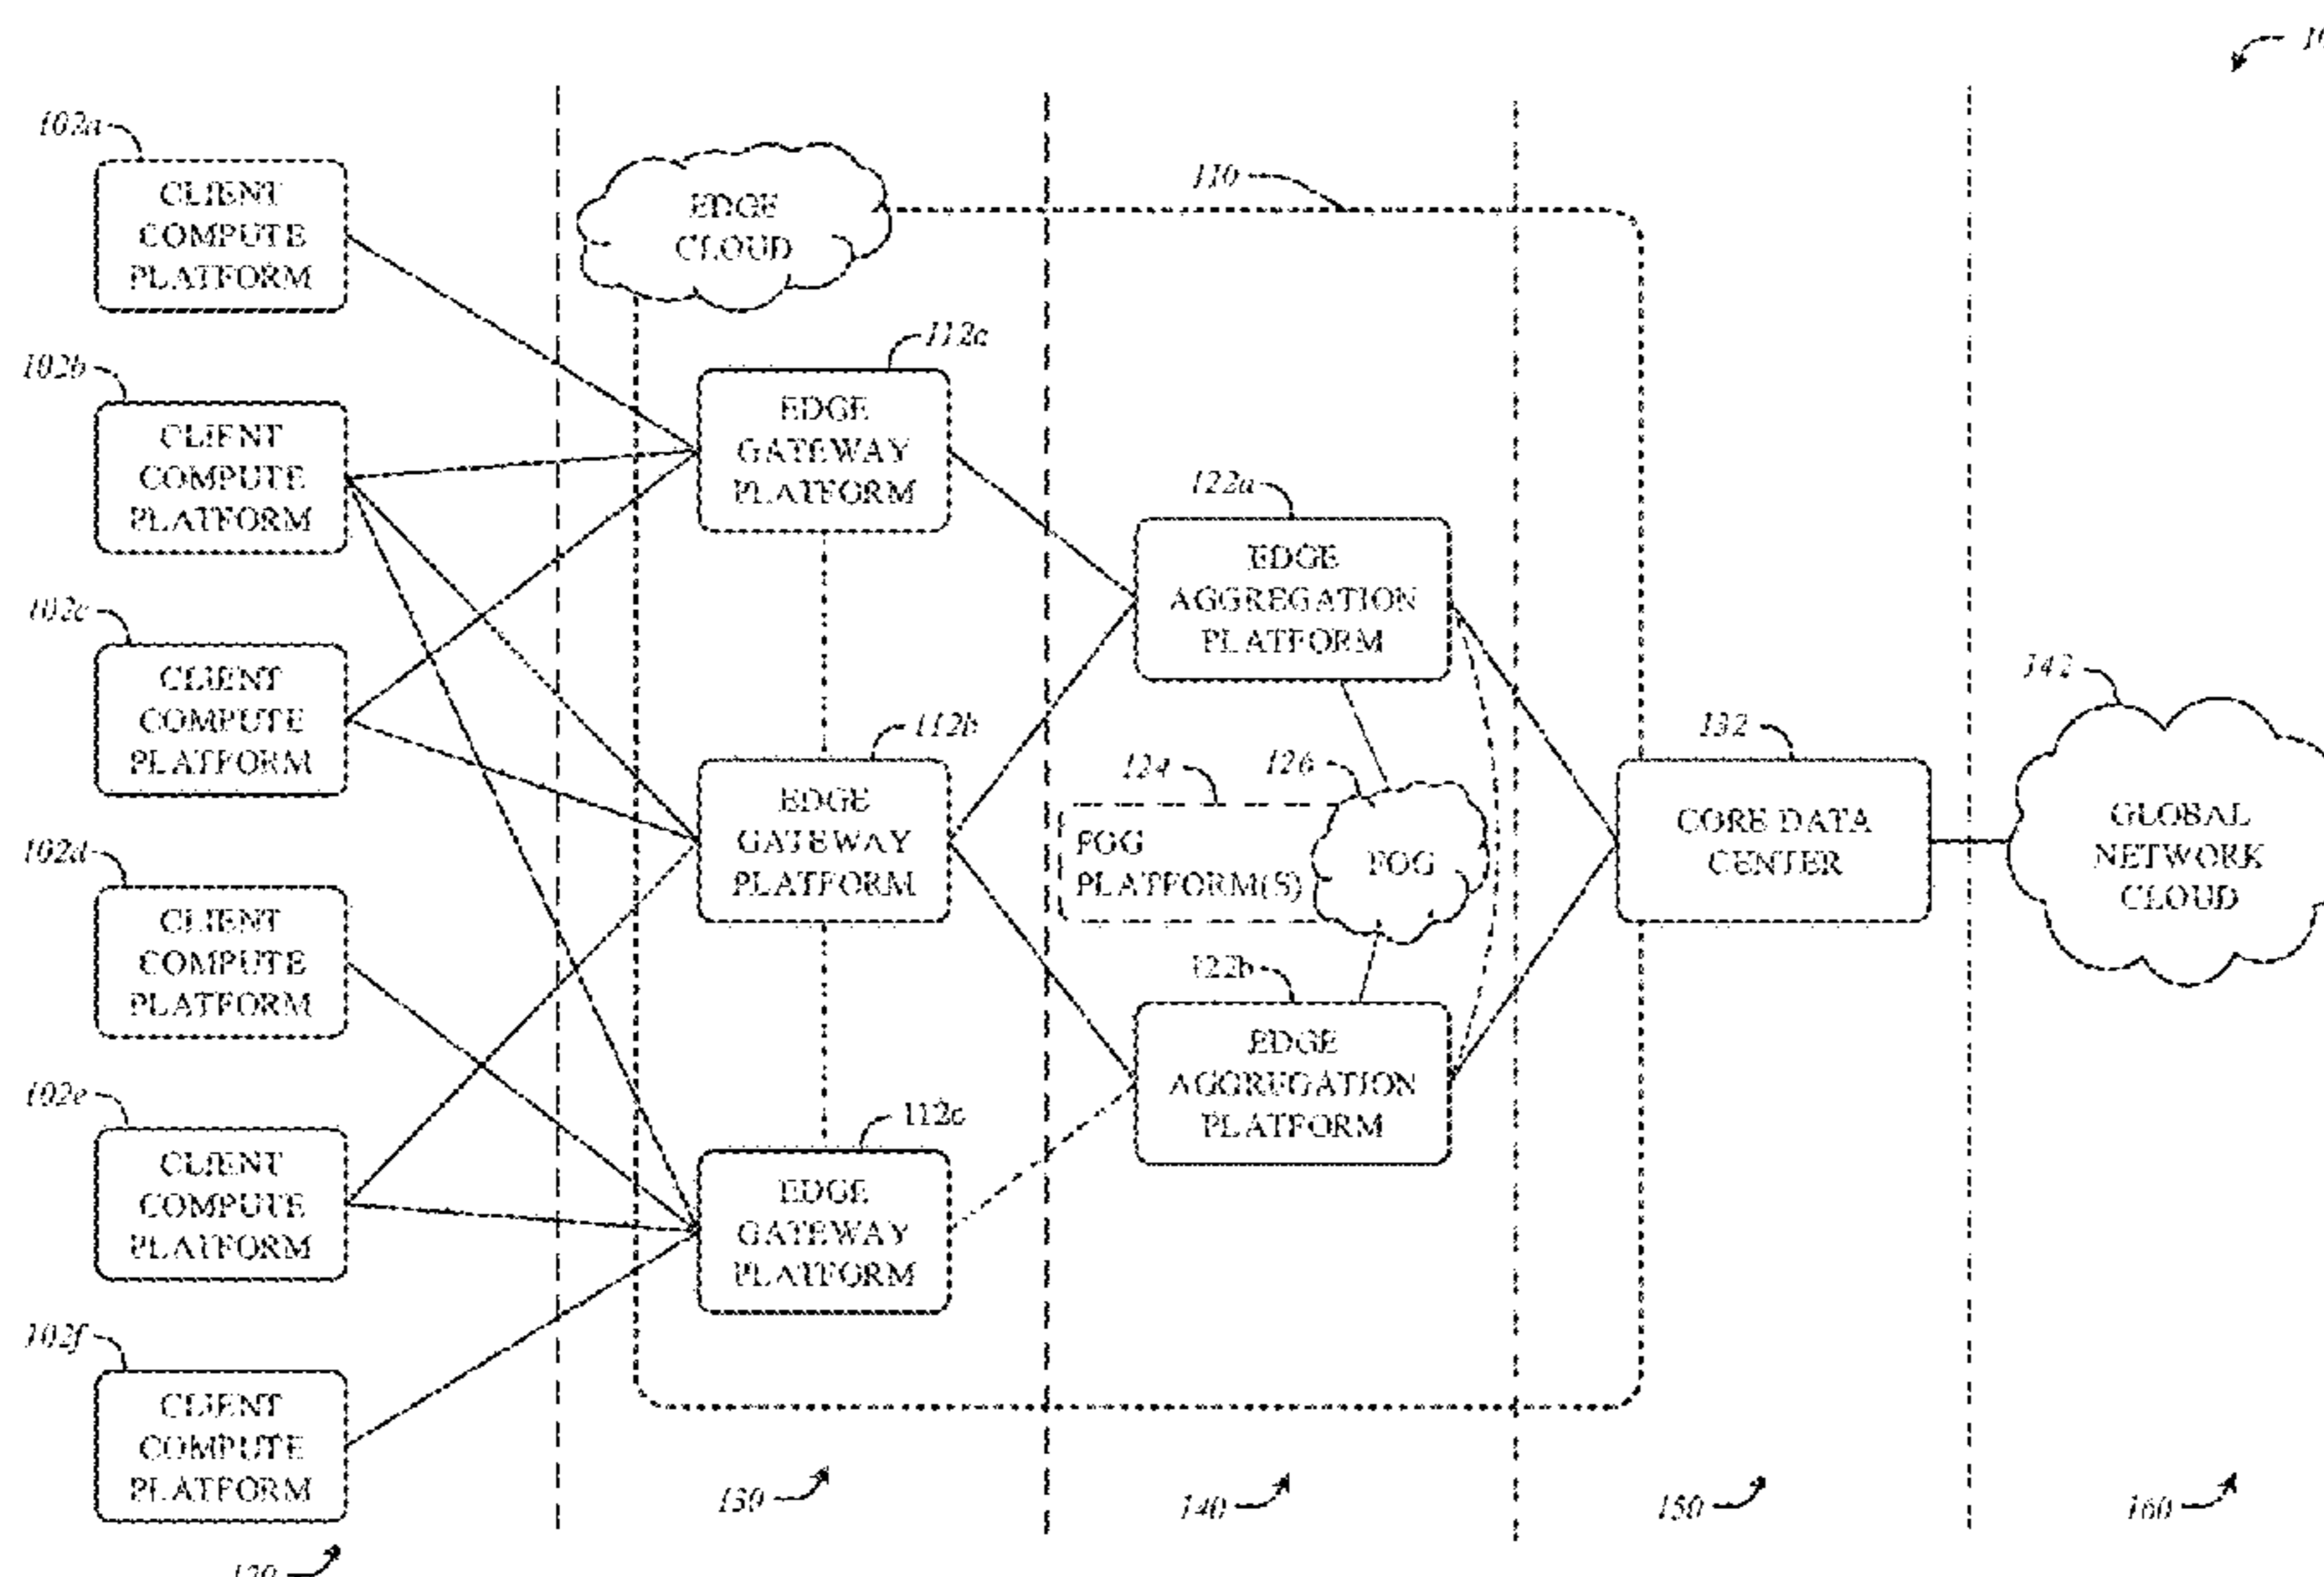 102a
CLIENT
COMPUTE
PLATFORM
102b
CLIENT
COMPUTE
PLATFORM
102c
CLIENT
COMPUTE
PLATFORM
102d
CLIENT
COMPUTE
PLATFORM
102e
CLIENT
COMPUTE
PLATFORM
102f
CLIENT
COMPUTE
PLATFORM
EDGE
CLOUD
110
112a
EDGE
GATEWAY
PLATFORM
112b
EDGE
GATEWAY
PLATFORM
112c
EDGE
GATEWAY
PLATFORM
130
122a
EDGE
AGGREGATION
PLATFORM
124
126
FOG
PLATFORM(S)
FOG
122b
EDGE
AGGREGATION
PLATFORM
140
132
CORE DATA
CENTER
150
142
GLOBAL
NETWORK
CLOUD
160